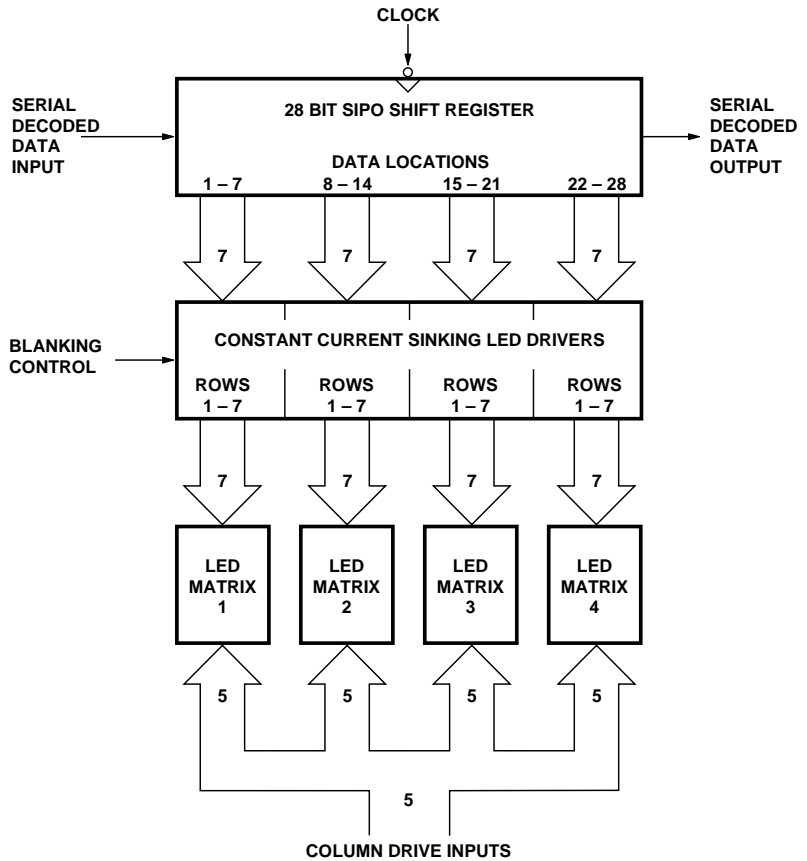 CLOCK
SERIAL
DECODED
DATA
INPUT
28 BIT SIPO SHIFT REGISTER
SERIAL
DECODED
DATA
OUTPUT
DATA LOCATIONS
1 – 7 8 – 14 15 – 21 22 – 28
7 7 7 7
BLANKING
CONTROL
CONSTANT CURRENT SINKING LED DRIVERS
ROWS ROWS ROWS ROWS
1 – 7 1 – 7 1 – 7 1 – 7
7 7 7 7
LED LED LED LED
MATRIX MATRIX MATRIX MATRIX
1 2 3 4
5 5 5 5
5
COLUMN DRIVE INPUTS